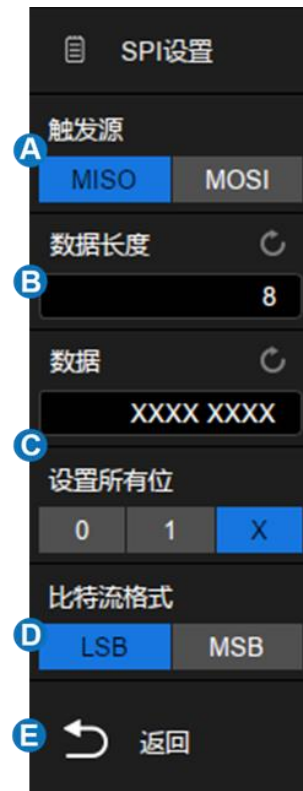 SPI设置
触发源
A
MISO MOSI
数据长度
B
8
数据
XXXX XXXX
C
设置所有位
0 1 X
比特流格式
D
LSB MSB
E 返回